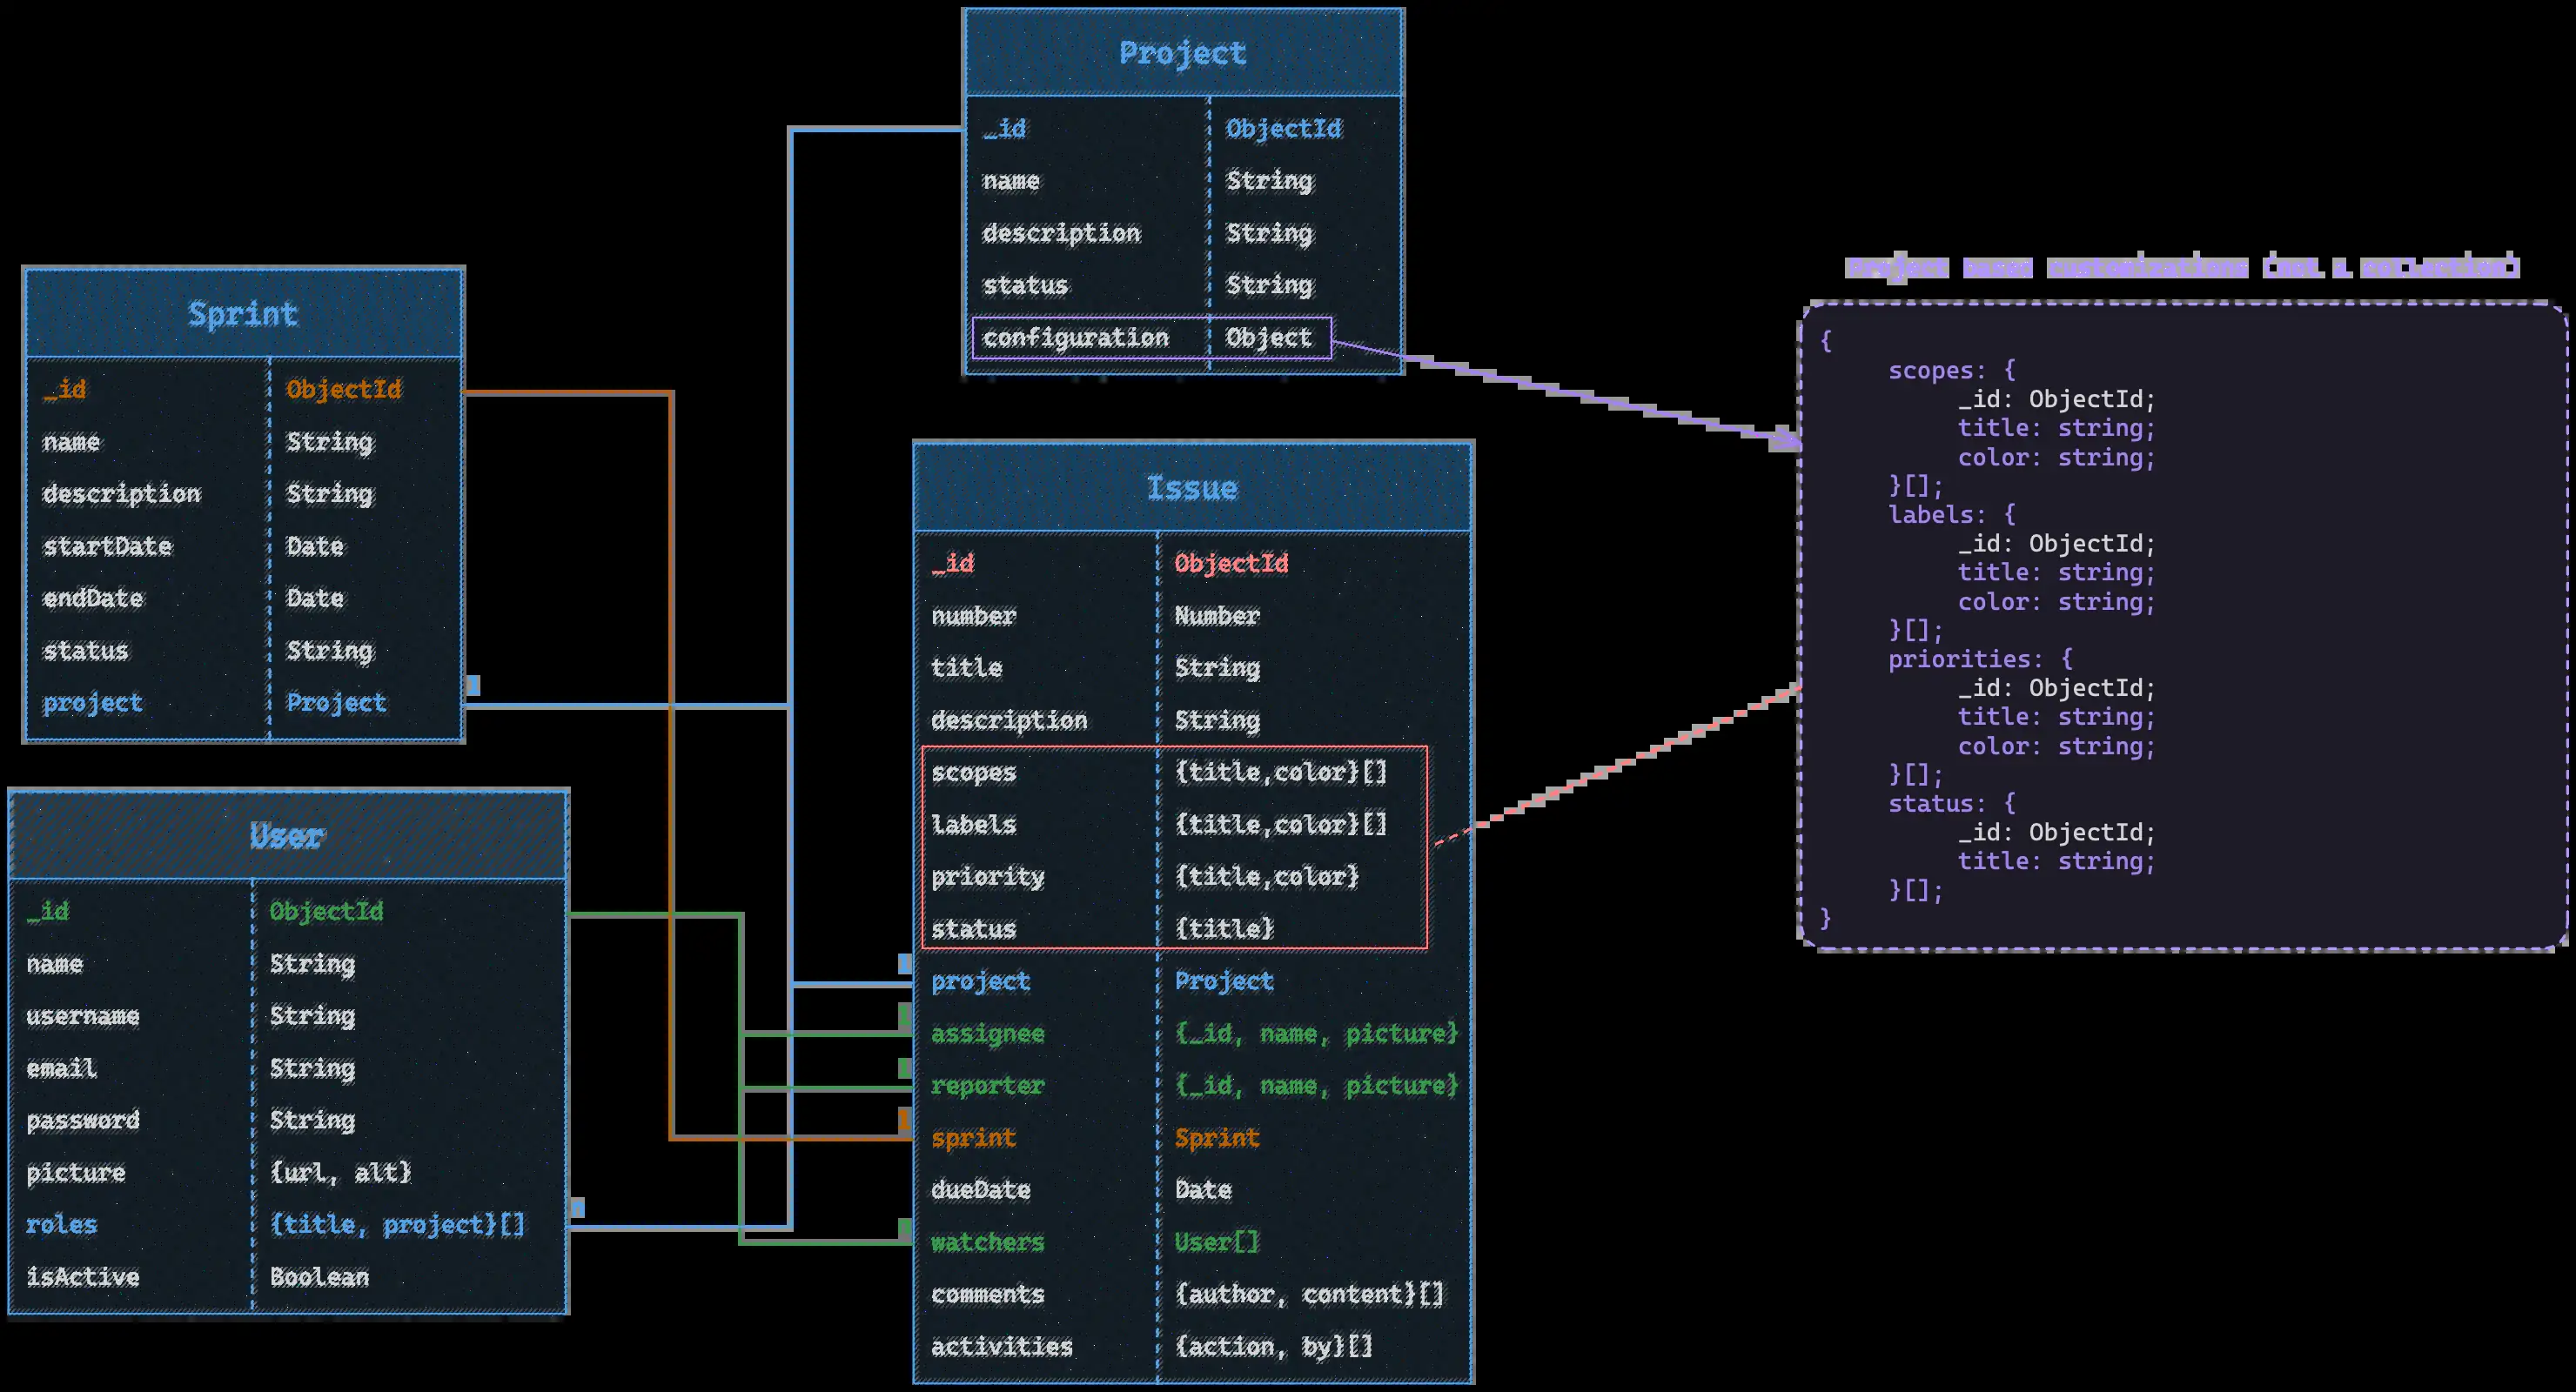 Project
_id ObjectId
name String
description String
status String
configuration Object
Sprint
_id ObjectId
name String
description String
startDate Date
endDate Date
status String
project Project
User
_id ObjectId
name String
username String
email String
password String
picture {url, alt}
roles {title, project}[]
isActive Boolean
Issue
_id ObjectId
number Number
title String
description String
scopes {title,color}[]
labels {title,color}[]
priority {title,color}
status {title}
project Project
assignee {_id, name, picture}
reporter {_id, name, picture}
sprint Sprint
dueDate Date
watchers User[]
comments {author, content}[]
activities {action, by}[]
Project based customizations (not a collection)
{
scopes: {
_id: ObjectId;
title: string;
color: string;
}[];
labels: {
_id: ObjectId;
title: string;
color: string;
}[];
priorities: {
_id: ObjectId;
title: string;
color: string;
}[];
status: {
_id: ObjectId;
title: string;
}[];
}